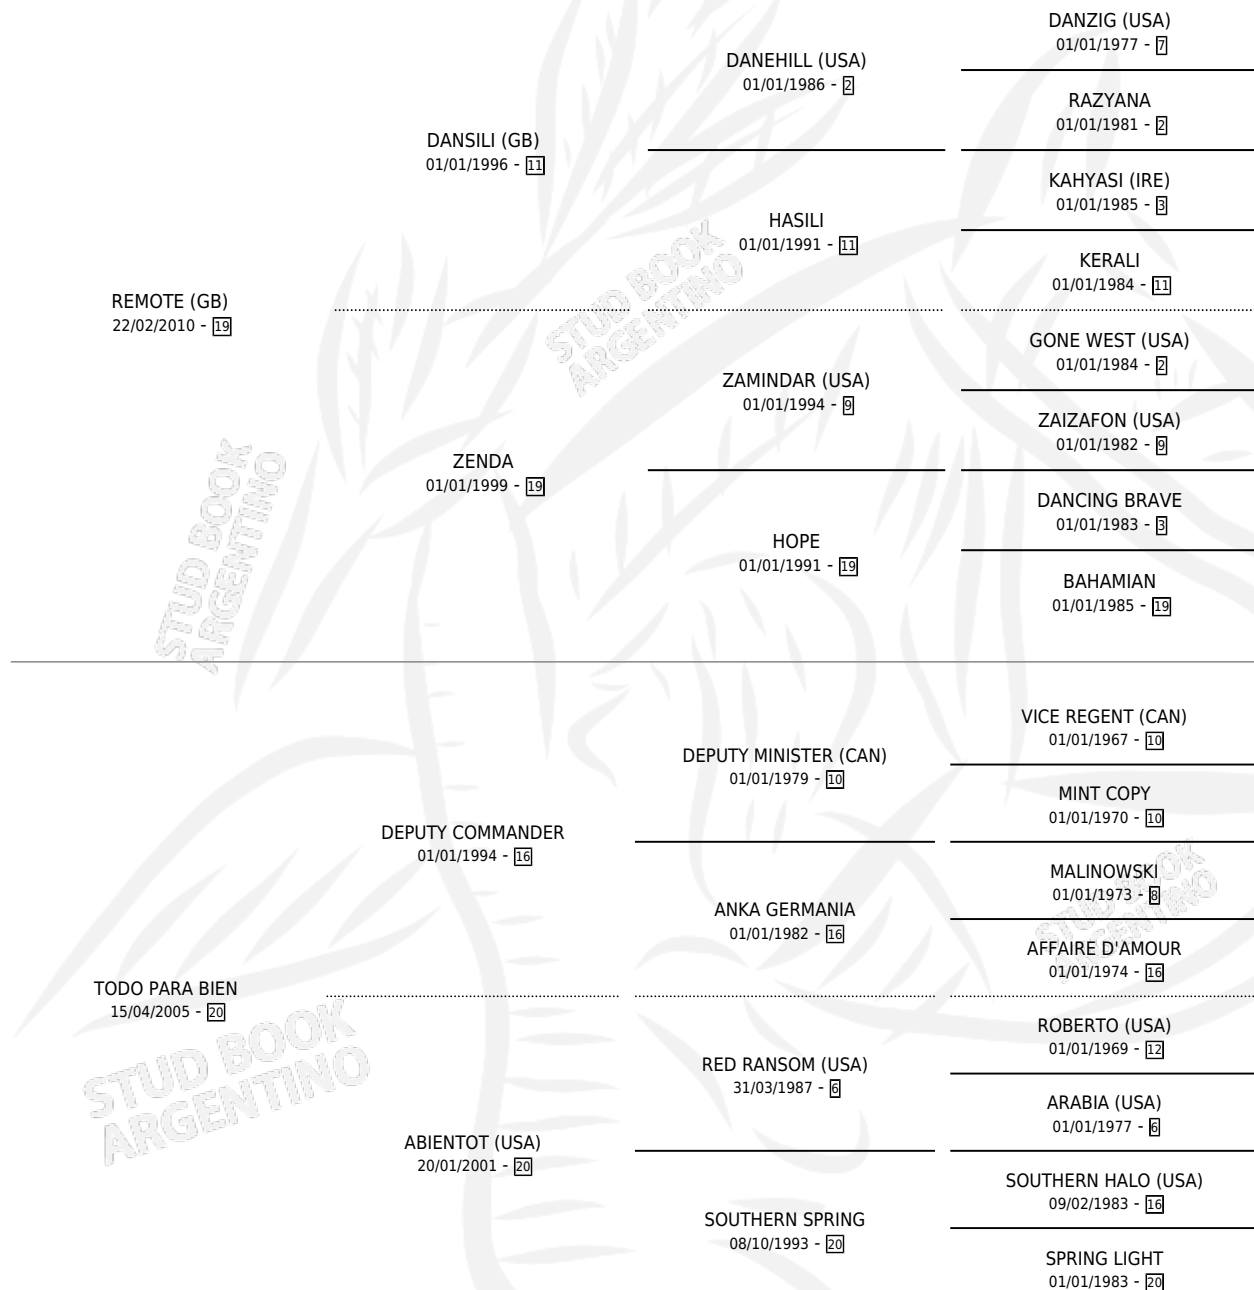 DANZIG (USA)
01/01/1977 - 7
DANEHILL (USA)
01/01/1986 - 2
RAZYANA
01/01/1981 - 2
DANSILI (GB)
01/01/1996 - 11
KAHYASI (IRE)
01/01/1985 - 3
HASILI
01/01/1991 - 11
KERALI
01/01/1984 - 11
REMOTE (GB)
22/02/2010 - 19
GONE WEST (USA)
01/01/1984 - 2
ZAMINDAR (USA)
01/01/1994 - 9
ZAIZAFON (USA)
01/01/1982 - 9
ZENDA
01/01/1999 - 19
DANCING BRAVE
01/01/1983 - 3
HOPE
01/01/1991 - 19
BAHAMIAN
01/01/1985 - 19
VICE REGENT (CAN)
01/01/1967 - 10
DEPUTY MINISTER (CAN)
01/01/1979 - 10
MINT COPY
01/01/1970 - 10
DEPUTY COMMANDER
01/01/1994 - 16
MALINOWSKI
01/01/1973 - 8
ANKA GERMANIA
01/01/1982 - 16
AFFAIRE D'AMOUR
01/01/1974 - 16
TODO PARA BIEN
15/04/2005 - 20
ROBERTO (USA)
01/01/1969 - 12
RED RANSOM (USA)
31/03/1987 - 6
ARABIA (USA)
01/01/1977 - 6
ABIENTOT (USA)
20/01/2001 - 20
SOUTHERN HALO (USA)
09/02/1983 - 16
SOUTHERN SPRING
08/10/1993 - 20
SPRING LIGHT
01/01/1983 - 20
STUD BOOK
ARGENTINO
STUD BOOK
ARGENTINO
STUD BOOK
ARGENTINO
STUD BOOK
ARGENTINO